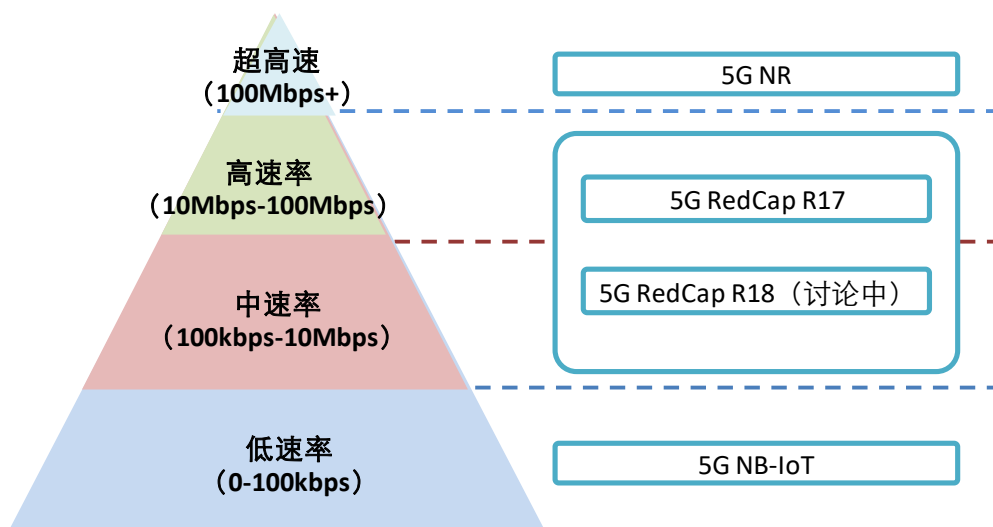 超高速
（100Mbps+）
5G NR
高速率
（10Mbps-100Mbps）
5G RedCap R17
中速率
（100kbps-10Mbps）
5G RedCap R18（讨论中）
低速率
（0-100kbps）
5G NB-IoT